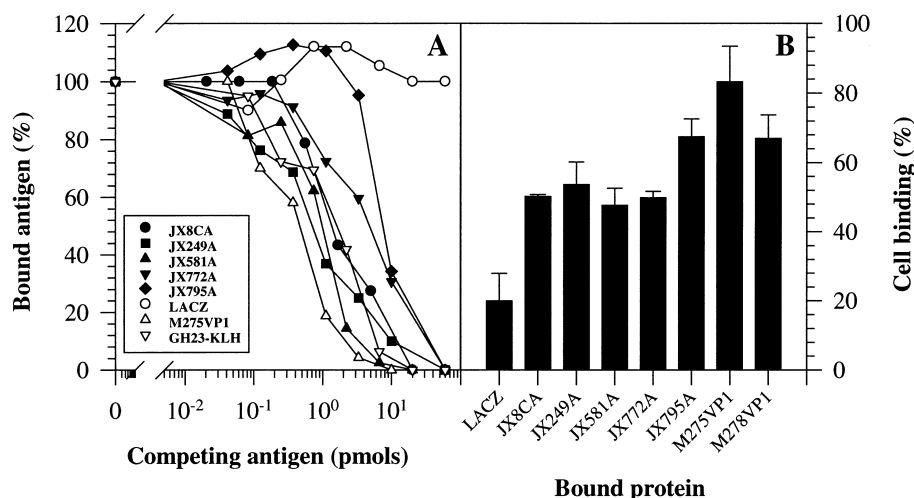 A
B
Bound antigen (%)
120
100
80
60
40
20
0
JX8CA
JX249A
JX581A
JX772A
JX795A
LACZ
M275VP1
GH23-KLH
0
10-2
10-1
100
101
Competing antigen (pmols)
100
80
60
40
20
0
Cell binding (%)
LACZ
JX8CA
JX249A
JX581A
JX772A
JX795A
M275VP1
M278VP1
Bound protein